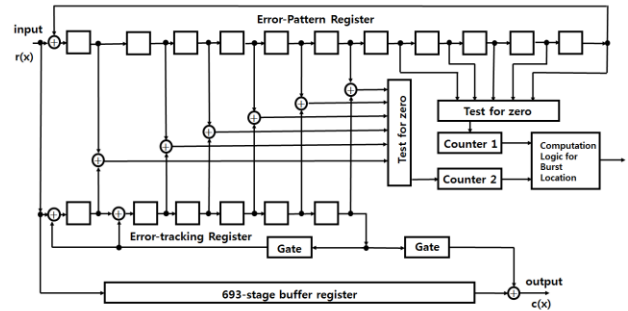 Error-Pattern Register
input
r(x)
Test for zero
Test for zero
Counter 1
Counter 2
Computation
Logic for
Burst
Location
Error-tracking Register
Gate
Gate
693-stage buffer register
output
c(x)